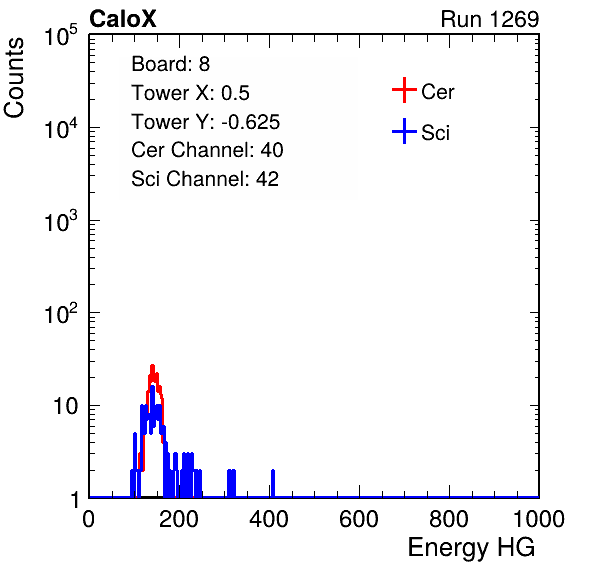 CaloX Run 1269
Counts
Board: 8
Tower X: 0.5
Tower Y: -0.625
Cer Channel: 40
Sci Channel: 42
Cer
Sci
10^5
10^4
10^3
10^2
10
1
0 200 400 600 800 1000
Energy HG